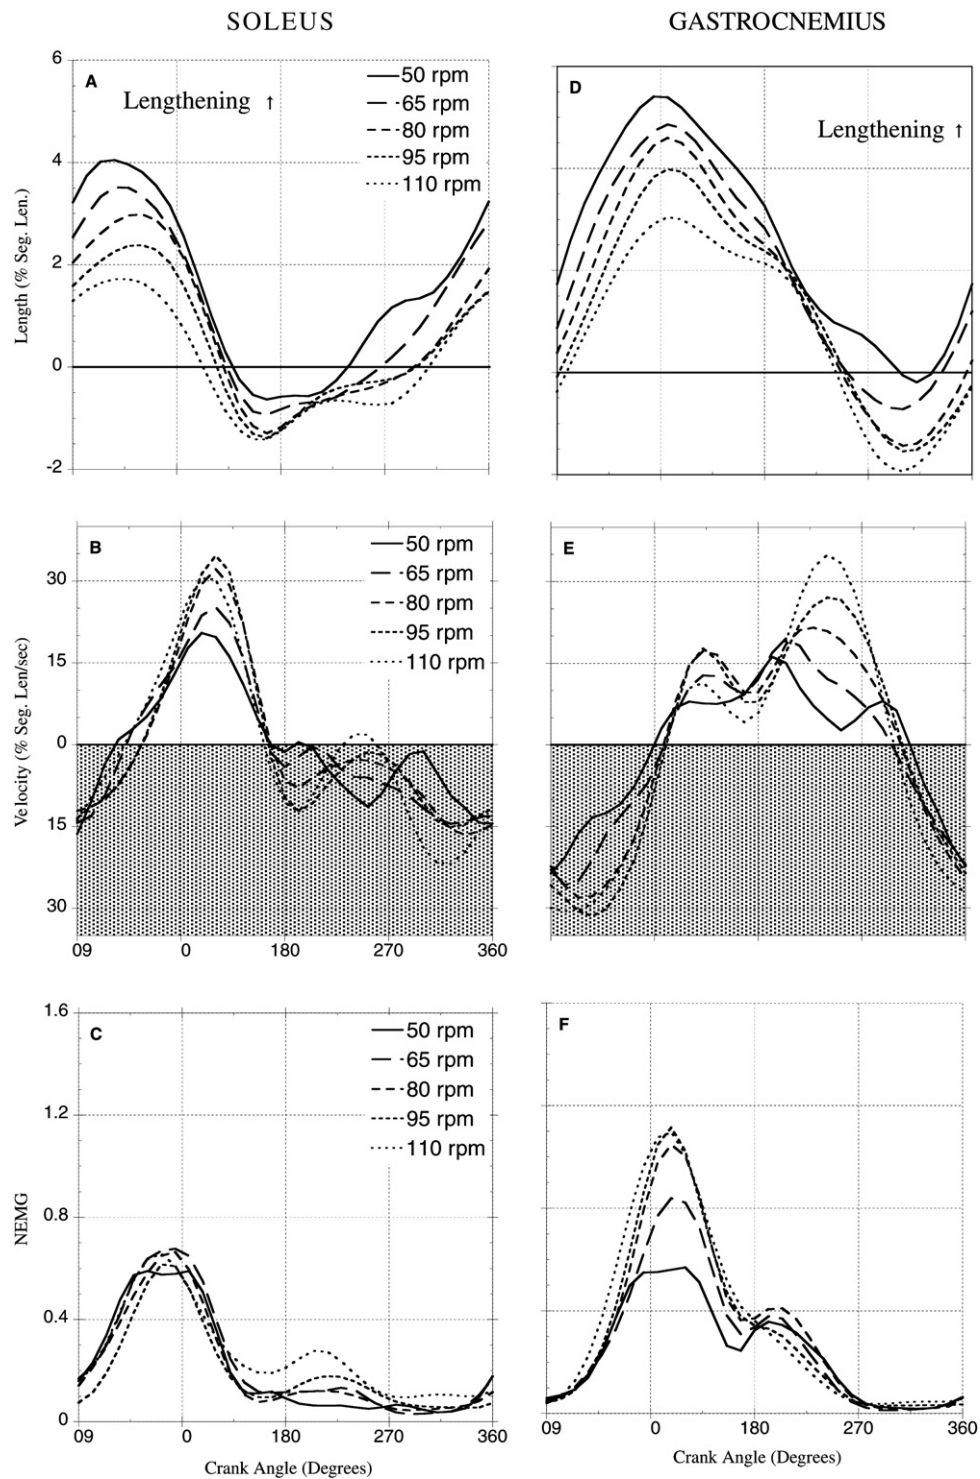 SOLEUS
GASTROCNEMIUS
6
4
2
0
-2
Length (% Seg. Len.)
A
Lengthening ↑
50 rpm
65 rpm
80 rpm
95 rpm
110 rpm
D
Lengthening ↑
30
15
0
15
30
Velocity (% Seg. Len/sec)
B
50 rpm
65 rpm
80 rpm
95 rpm
110 rpm
09 0 180 270 360
E
1.6
1.2
0.8
0.4
0
NEMG
C
50 rpm
65 rpm
80 rpm
95 rpm
110 rpm
09 0 180 270 360
Crank Angle (Degrees)
F
09 0 180 270 360
Crank Angle (Degrees)